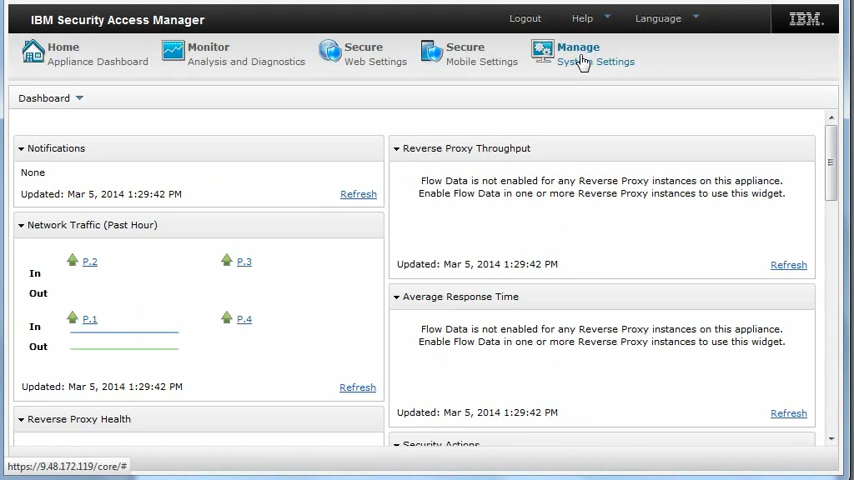 IBM Security Access Manager
Logout
Help
Language
IBM
Home
Appliance Dashboard
Monitor
Analysis and Diagnostics
Secure
Web Settings
Secure
Mobile Settings
Manage
System Settings
Dashboard
Notifications
None
Updated: Mar 5, 2014 1:29:42 PM
Refresh
Network Traffic (Past Hour)
P.2
P.3
In
Out
P.1
P.4
In
Out
Updated: Mar 5, 2014 1:29:42 PM
Refresh
Reverse Proxy Health
Reverse Proxy Throughput
Flow Data is not enabled for any Reverse Proxy instances on this appliance.
Enable Flow Data in one or more Reverse Proxy instances to use this widget.
Updated: Mar 5, 2014 1:29:42 PM
Refresh
Average Response Time
Flow Data is not enabled for any Reverse Proxy instances on this appliance.
Enable Flow Data in one or more Reverse Proxy instances to use this widget.
Updated: Mar 5, 2014 1:29:42 PM
Refresh
Security Actions
https://9.48.172.119/core/#